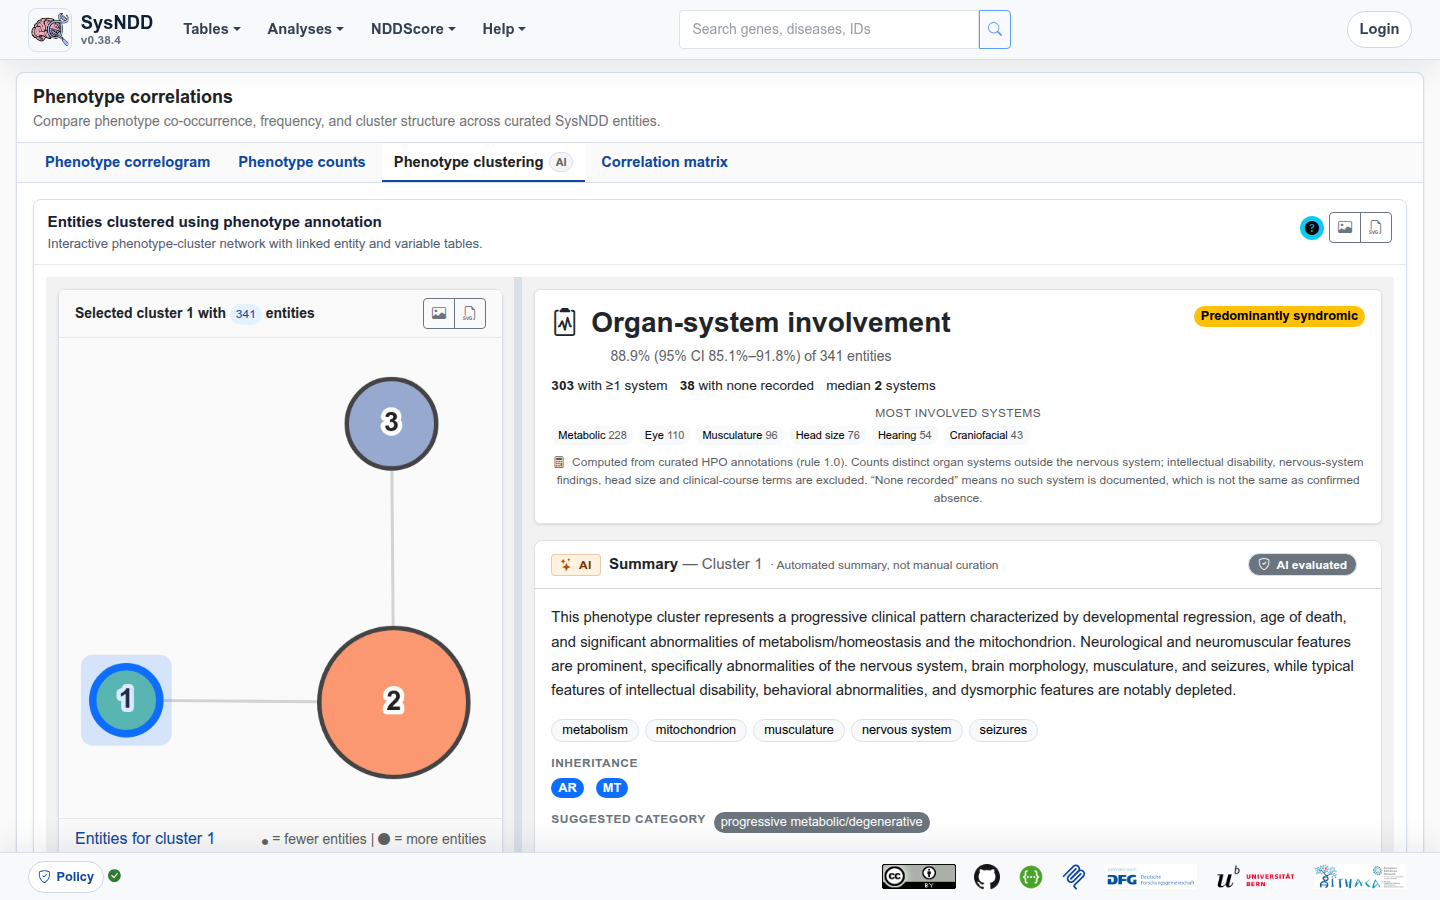 SysNDD
v0.38.4
Tables
Analyses
NDDScore
Help
Search genes, diseases, IDs
Login
Phenotype correlations
Compare phenotype co-occurrence, frequency, and cluster structure across curated SysNDD entities.
Phenotype correlogram
Phenotype counts
Phenotype clustering AI
Correlation matrix
Entities clustered using phenotype annotation
Interactive phenotype-cluster network with linked entity and variable tables.
?
SVG
Selected cluster 1 with 341 entities
SVG
3
1
2
Entities for cluster 1
= fewer entities | = more entities
Organ-system involvement
Predominantly syndromic
88.9% (95% CI 85.1%–91.8%) of 341 entities
303 with ≥1 system 38 with none recorded median 2 systems
MOST INVOLVED SYSTEMS
Metabolic 228 Eye 110 Musculature 96 Head size 76 Hearing 54 Craniofacial 43
Computed from curated HPO annotations (rule 1.0). Counts distinct organ systems outside the nervous system; intellectual disability, nervous-system
findings, head size and clinical-course terms are excluded. “None recorded” means no such system is documented, which is not the same as confirmed
absence.
AI Summary — Cluster 1 · Automated summary, not manual curation
AI evaluated
This phenotype cluster represents a progressive clinical pattern characterized by developmental regression, age of death,
and significant abnormalities of metabolism/homeostasis and the mitochondrion. Neurological and neuromuscular features
are prominent, specifically abnormalities of the nervous system, brain morphology, musculature, and seizures, while typical
features of intellectual disability, behavioral abnormalities, and dysmorphic features are notably depleted.
metabolism mitochondrion musculature nervous system seizures
INHERITANCE
AR MT
SUGGESTED CATEGORY progressive metabolic/degenerative
Policy
CC BY
DFG Deutsche Forschungsgemeinschaft
u b UNIVERSITÄT BERN
ITHACA